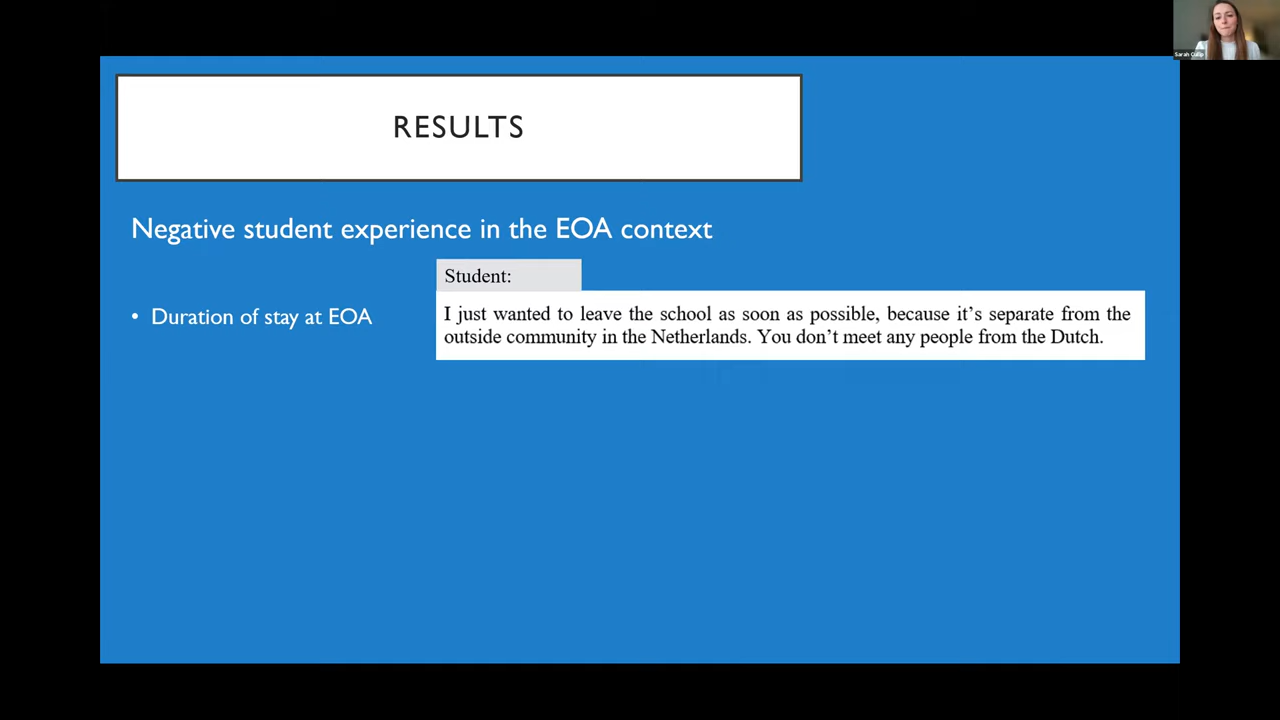 RESULTS
Negative student experience in the EOA context
Student:
• Duration of stay at EOA
I just wanted to leave the school as soon as possible, because it’s separate from the
outside community in the Netherlands. You don’t meet any people from the Dutch.
Sarah